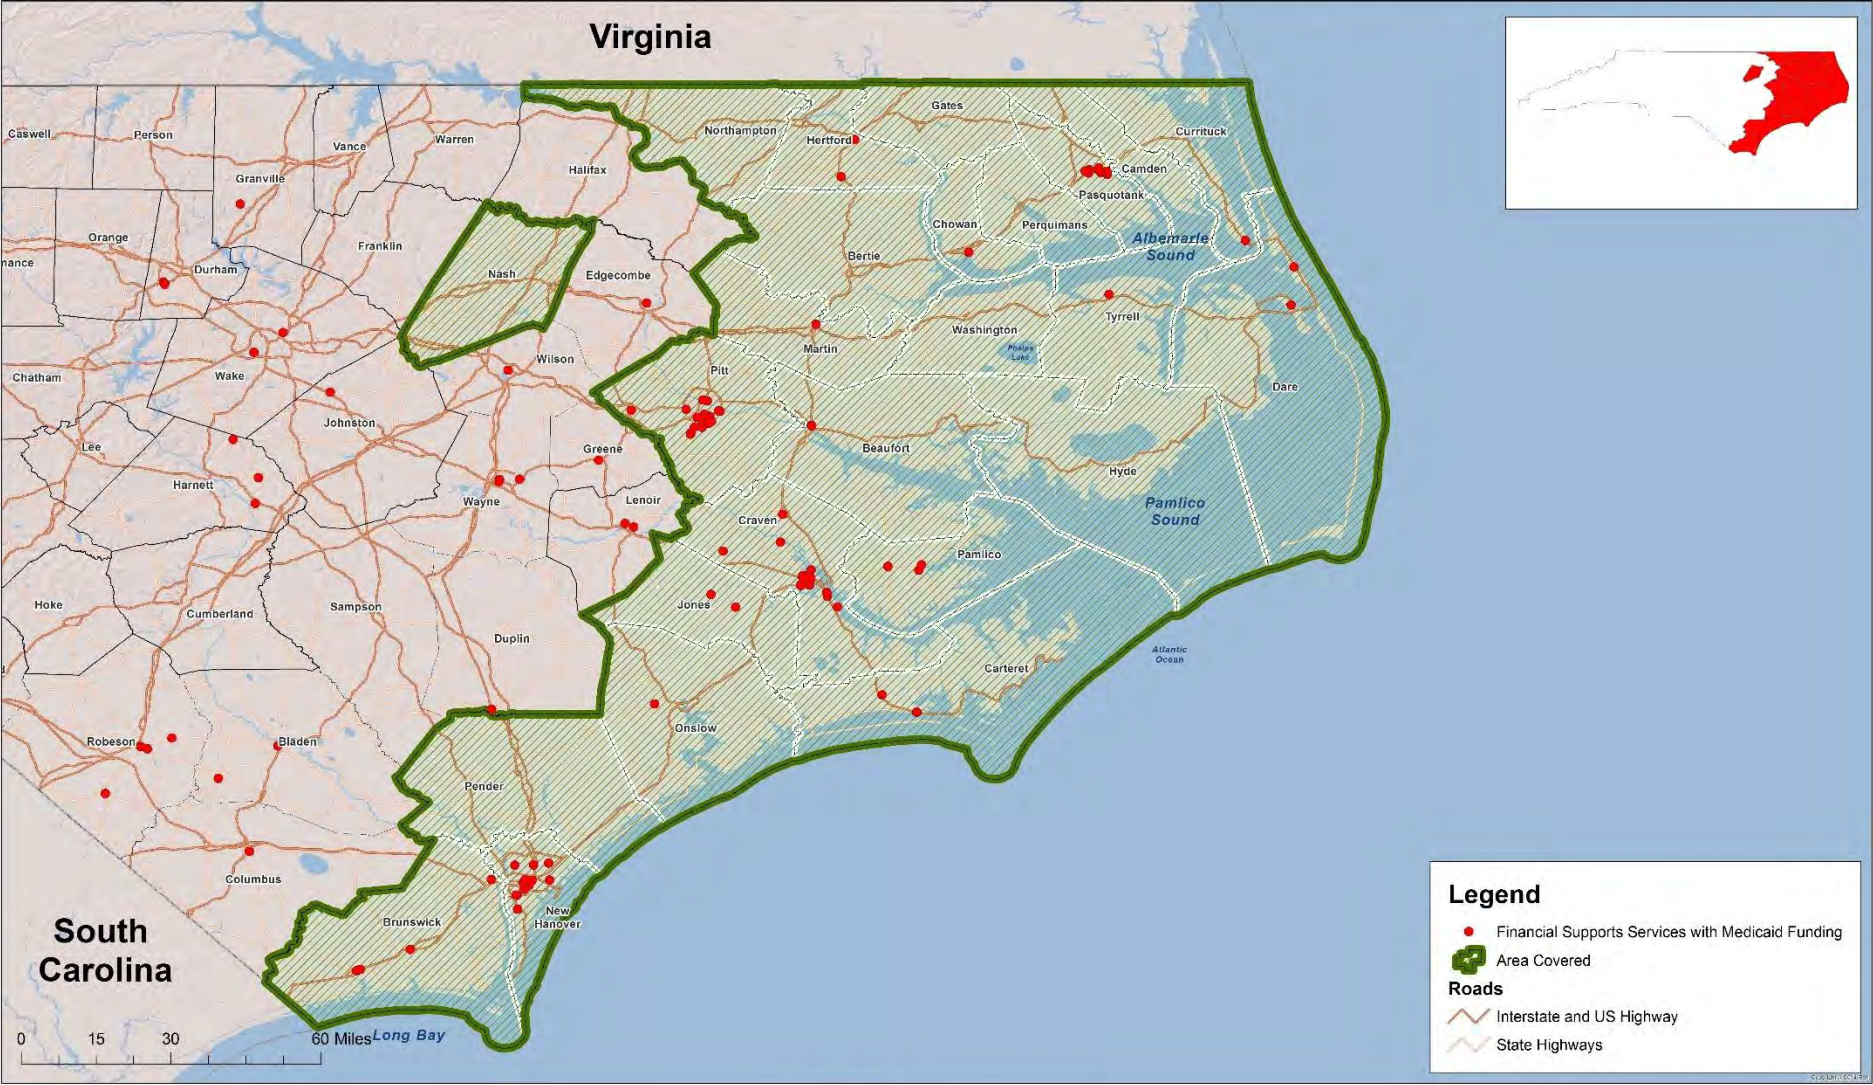 Virginia
Gates
Northampton
Currituck
Caswell
Person
Hertford
Warren
Vance
Halifax
Camden
Granville
Pasquotank
Chowan
Perquimans
Orange
Albemarle
Sound
Franklin
Bertie
mance
Durham
Nash
Edgecombe
Tyrrell
Washington
Martin
Phelps
Lake
Wilson
Pitt
Chatham
Wake
Dare
Johnston
Lee
Greene
Beaufort
Hyde
Harnett
Wayne
Lenoir
Pamlico
Sound
Craven
Pamlico
Hoke
Jones
Cumberland
Sampson
Duplin
Atlantic
Ocean
Carteret
Onslow
Robeson
Bladen
Pender
Columbus
New
Hanover
Brunswick
South
Carolina
0 15 30 60 Miles
Long Bay
Legend
Financial Supports Services with Medicaid Funding
Area Covered
Roads
Interstate and US Highway
State Highways